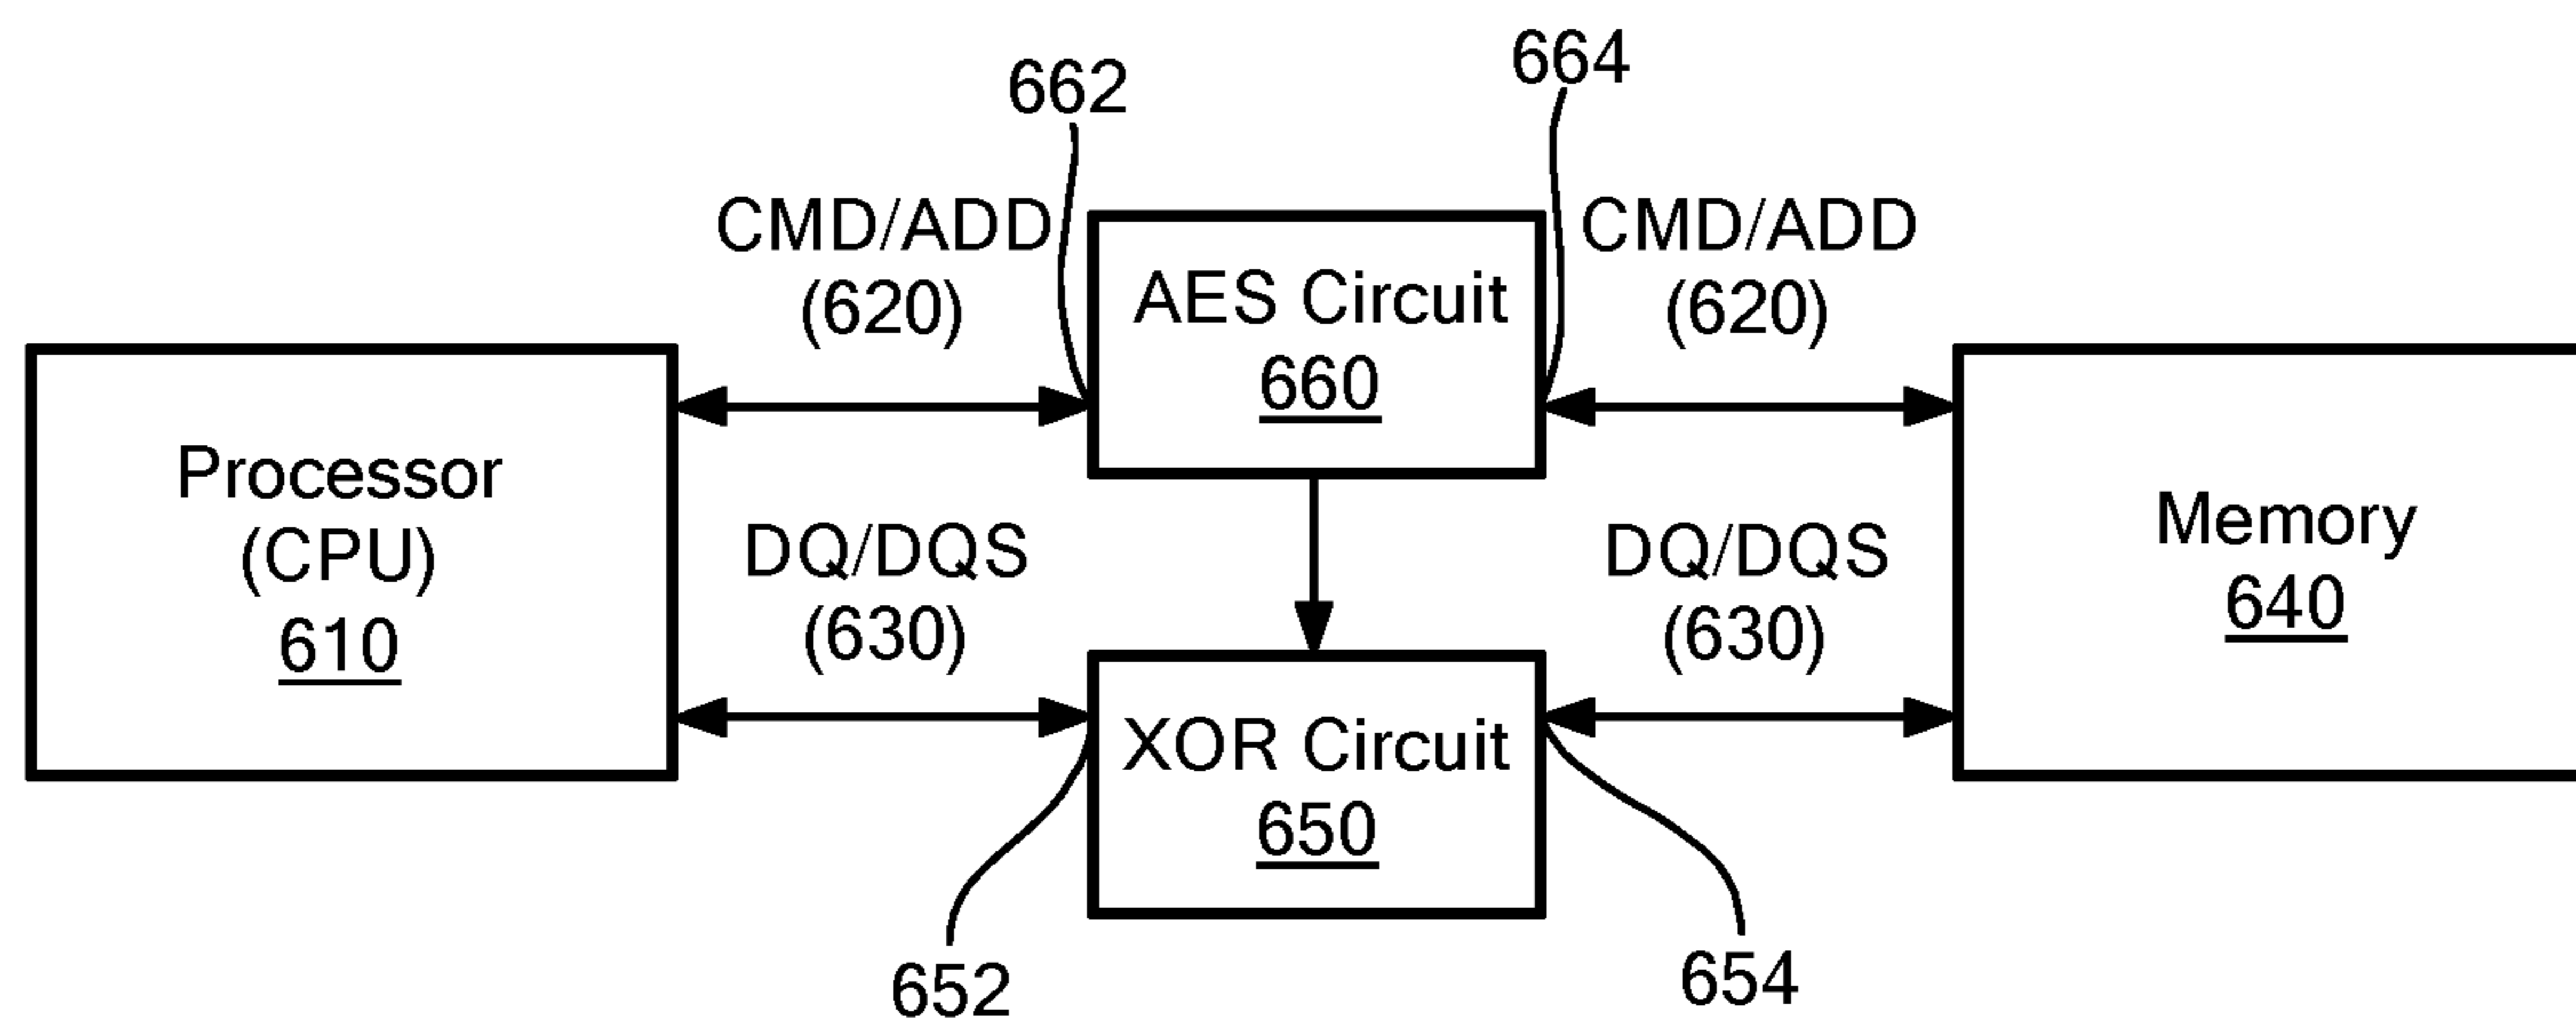 662
664
CMD/ADD
(620)
CMD/ADD
(620)
AES Circuit
660
Processor
(CPU)
610
DQ/DQS
(630)
DQ/DQS
(630)
Memory
640
XOR Circuit
650
652
654